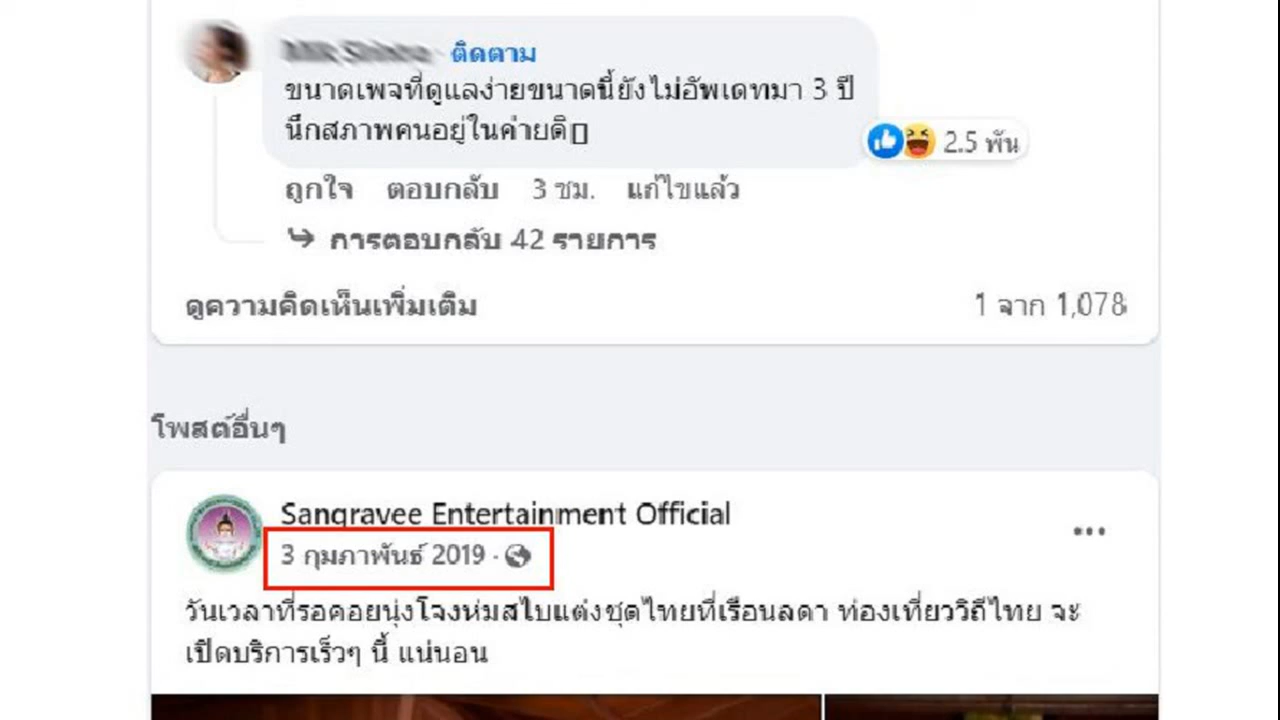 ติดตาม
ขนาดเพจที่ดูแลง่ายขนาดนี้ยังไม่อัพเดทมา 3 ปี
นึกสภาพคนอยู่ในค่ายดิ
2.5 พัน
ถูกใจ ตอบกลับ 3 ชม. แก้ไขแล้ว
การตอบกลับ 42 รายการ
ดูความคิดเห็นเพิ่มเติม 1 จาก 1,078
โพสต์อื่นๆ
Sangravee Entertainment Official
3 กุมภาพันธ์ 2019 ·
วันเวลาที่รอคอยนุ่งโจงห่มสไบแต่งชุดไทยที่เรือนลดา ท่องเที่ยววิถีไทย จะ
เปิดบริการเร็วๆ นี้ แน่นอน